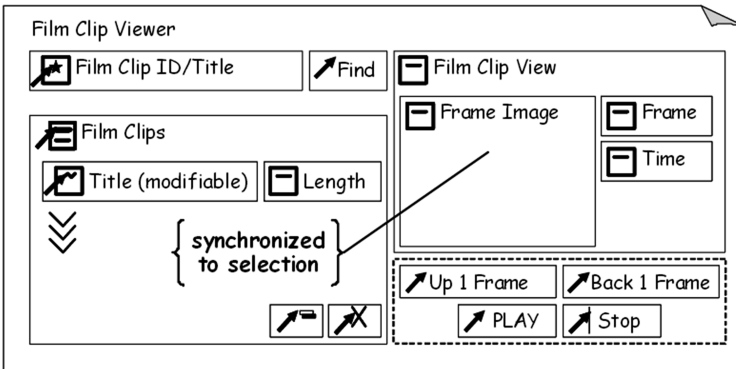 Film Clip Viewer
Film Clip ID/Title
Find
Film Clips
Title (modifiable)
Length
synchronized
to selection
Film Clip View
Frame Image
Frame
Time
Up 1 Frame
Back 1 Frame
PLAY
Stop